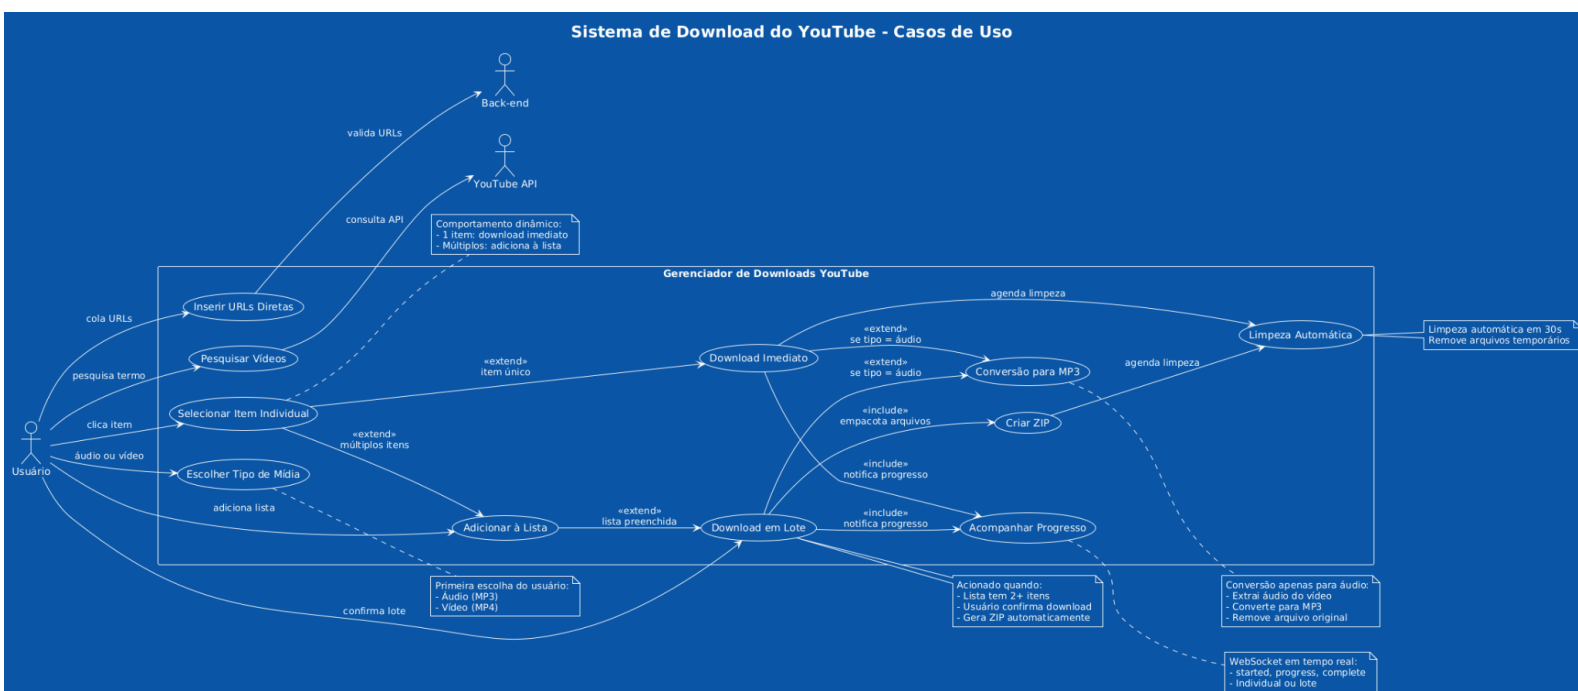 Sistema de Download do YouTube - Casos de Uso
Back-end
valida URLs
YouTube API
consulta API
Comportamento dinâmico:
- 1 item: download imediato
- Múltiplos: adiciona à lista
Gerenciador de Downloads YouTube
agenda limpeza
Inserir URLs Diretas
cola URLs
«extend»
se tipo = áudio
Limpeza Automática
Limpeza automática em 30s
Remove arquivos temporários
Pesquisar Vídeos
Download Imediato
«extend»
item único
«extend»
se tipo = áudio
agenda limpeza
pesquisa termo
Conversão para MP3
Selecionar Item Individual
«include»
empacota arquivos
Criar ZIP
clica item
«extend»
múltiplos itens
Usuário
áudio ou vídeo
Escolher Tipo de Mídia
«include»
notifica progresso
adiciona lista
Adicionar à Lista
«extend»
lista preenchida
Download em Lote
«include»
notifica progresso
Acompanhar Progresso
Primeira escolha do usuário:
- Áudio (MP3)
- Vídeo (MP4)
Acionado quando:
- Lista tem 2+ itens
- Usuário confirma download
- Gera ZIP automaticamente
Conversão apenas para áudio:
- Extrai áudio do vídeo
- Converte para MP3
- Remove arquivo original
confirma lote
WebSocket em tempo real:
- started, progress, complete
- Individual ou lote